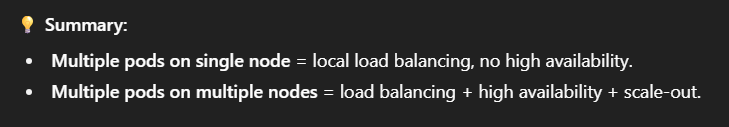 💡 Summary:
• Multiple pods on single node = local load balancing, no high availability.
• Multiple pods on multiple nodes = load balancing + high availability + scale-out.